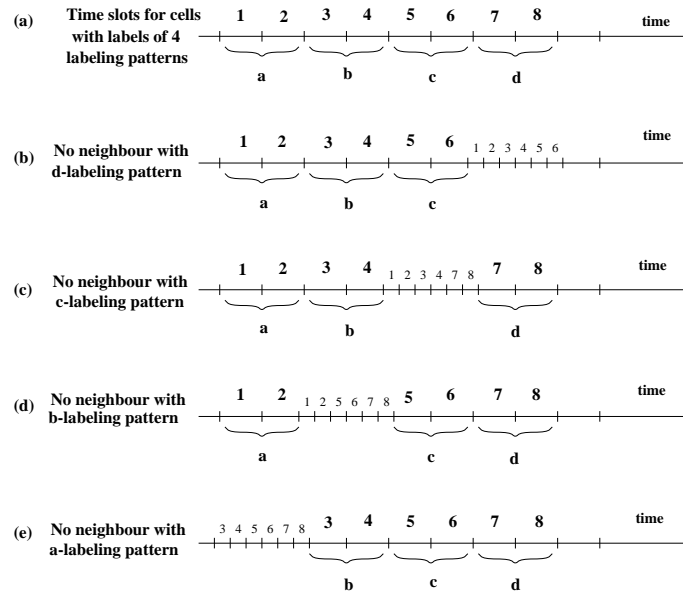 (a) Time slots for cells 1 2 3 4 5 6 7 8 time
with labels of 4
labeling patterns
a b c d
(b) No neighbour with 1 2 3 4 5 6 1 2 3 4 5 6 time
d-labeling pattern
a b c
(c) No neighbour with 1 2 3 4 1 2 3 4 7 8 7 8 time
c-labeling pattern
a b d
(d) No neighbour with 1 2 1 2 5 6 7 8 5 6 7 8 time
b-labeling pattern
a c d
(e) No neighbour with 3 4 5 6 7 8 3 4 5 6 7 8 time
a-labeling pattern
b c d